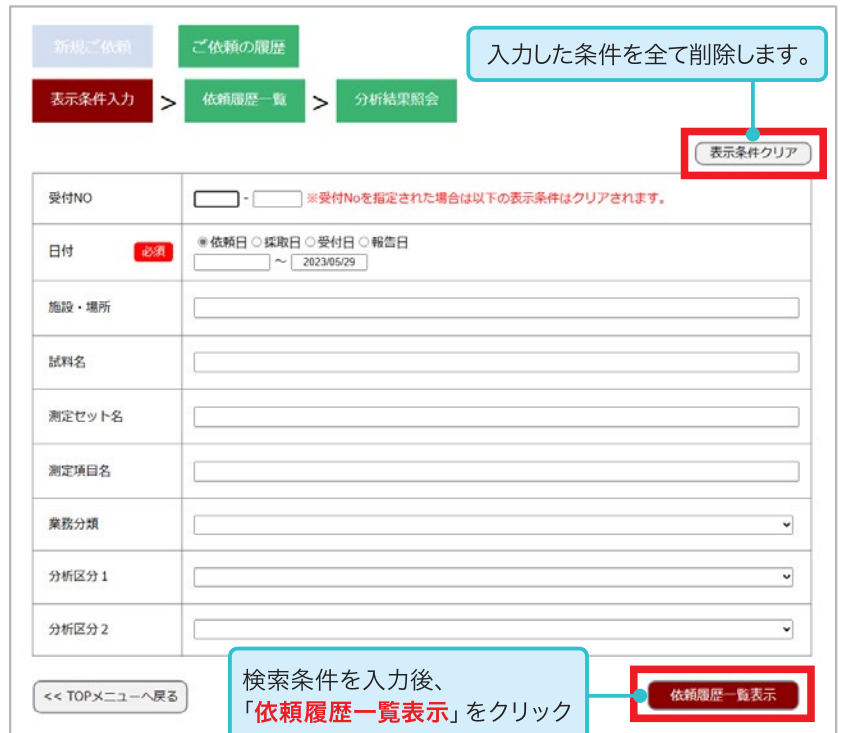 新規ご依頼
ご依頼の履歴
入力した条件を全て削除します。
表示条件入力 > 依頼履歴一覧 > 分析結果照会
表示条件クリア
受付NO
- ※受付Noを指定された場合は以下の表示条件はクリアされます。
日付 必須
依頼日 採取日 受付日 報告日
～ 2023/05/29
施設・場所
試料名
測定セット名
測定項目名
業務分類
分析区分1
分析区分2
検索条件を入力後、
「依頼履歴一覧表示」をクリック
<< TOPメニューへ戻る
依頼履歴一覧表示